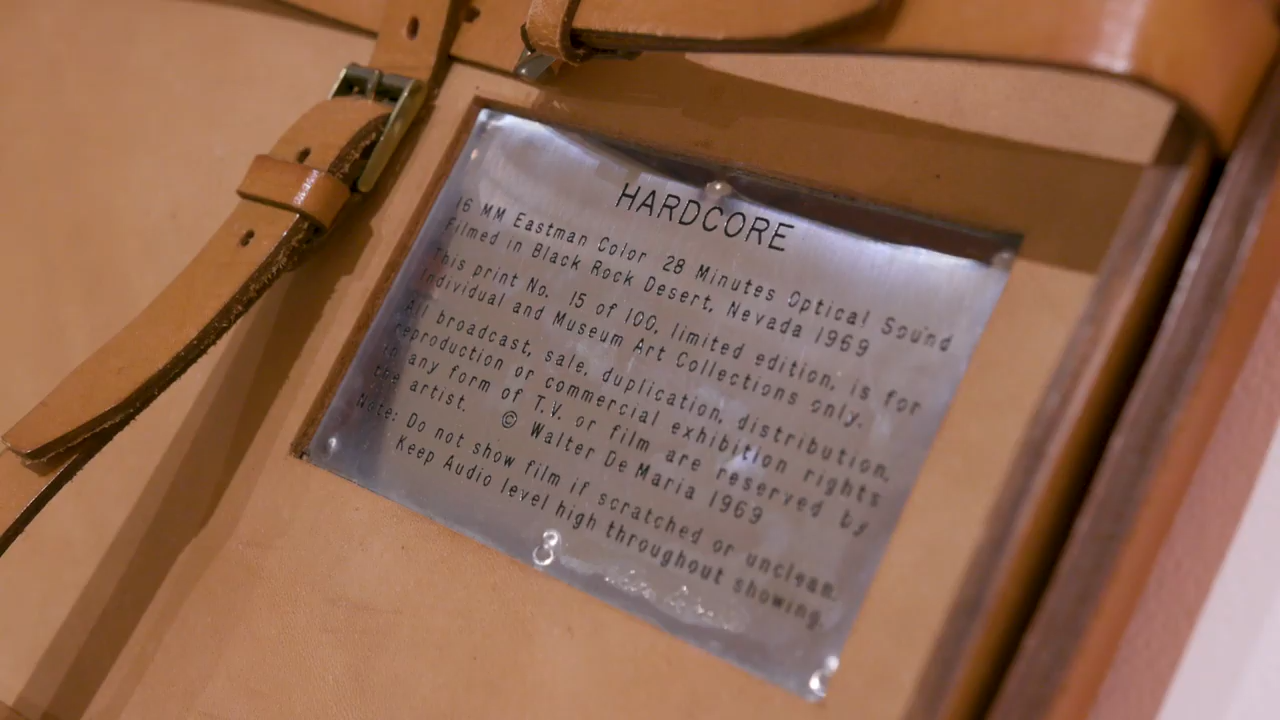 HARDCORE
16 MM Eastman Color 28 Minutes Optical Sound
Filmed in Black Rock Desert, Nevada 1969
This print No. 15 of 100, limited edition, is for
Individual and Museum Art Collections only.
All broadcast, sale, duplication, distribution,
reproduction or commercial exhibition rights
in any form of T.V. or film are reserved by
the artist. © Walter De Maria 1969
Note: Do not show film if scratched or unclean.
Keep Audio level high throughout showing.